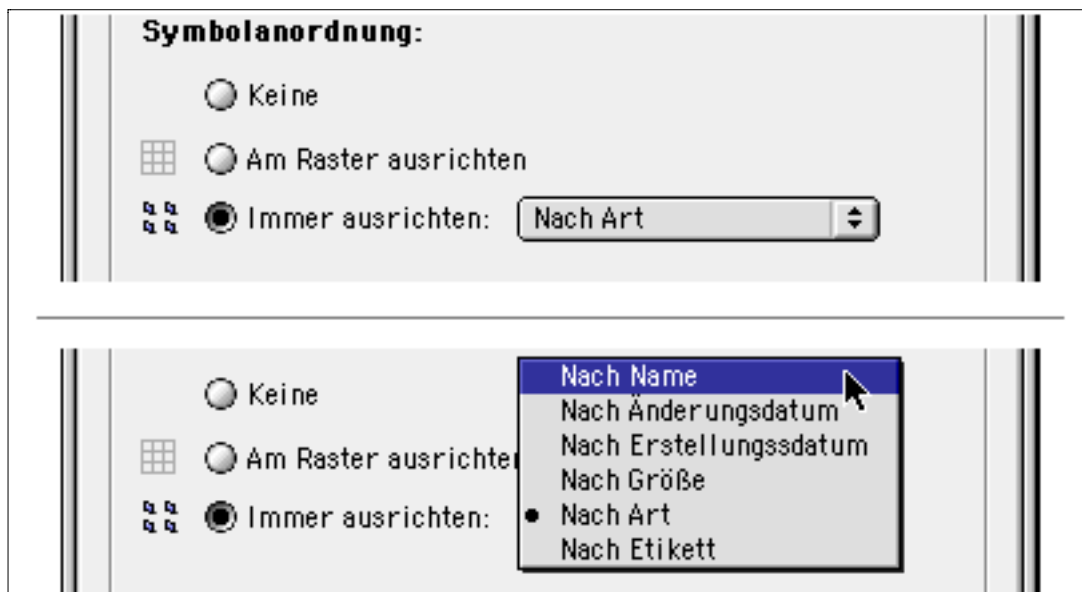 Symbolanordnung:
Keine
Am Raster ausrichten
Immer ausrichten: Nach Art
Keine
Am Raster ausrichte
Immer ausrichten:
Nach Name
Nach Änderungsdatum
Nach Erstellungssdatum
Nach Größe
Nach Art
Nach Etikett